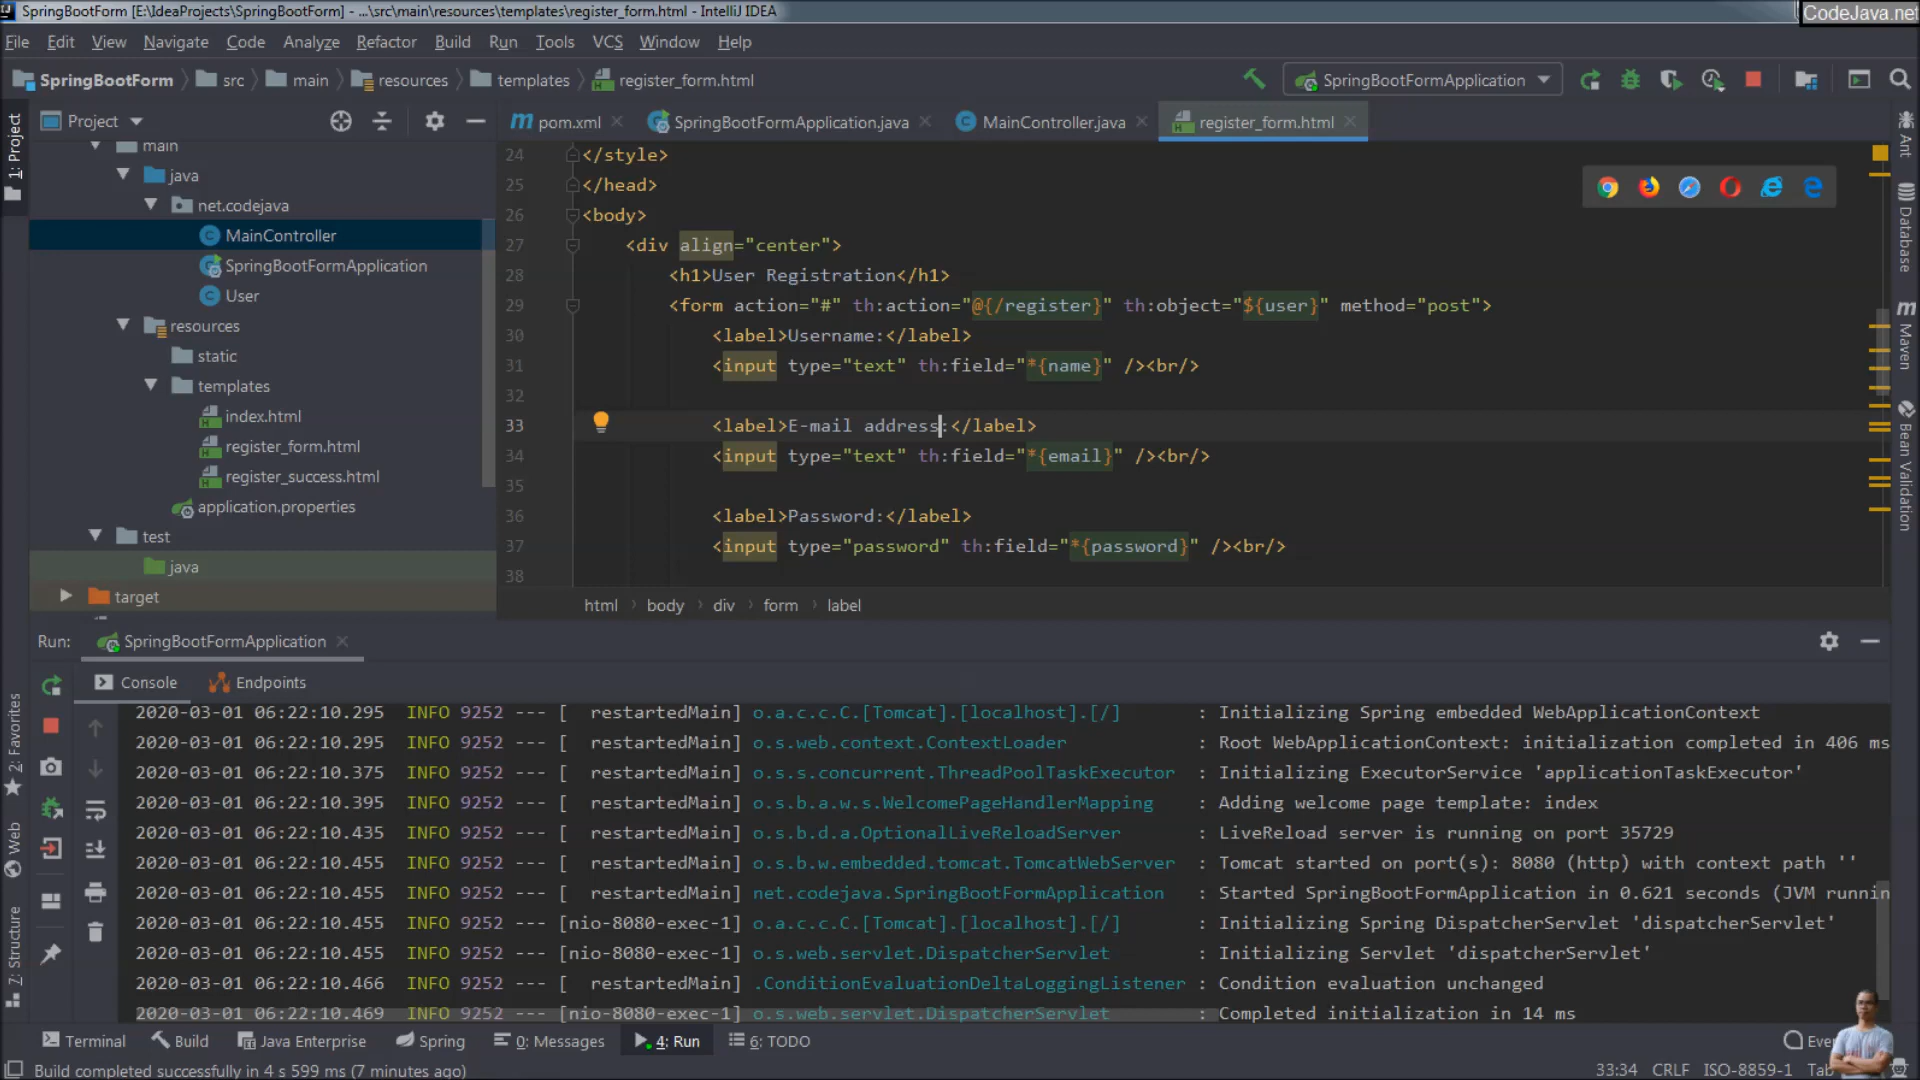 SpringBootForm [E:\IdeaProjects\SpringBootForm] - ...\src\main\resources\templates\register_form.html - IntelliJ IDEA
CodeJava.net
File Edit View Navigate Code Analyze Refactor Build Run Tools VCS Window Help
SpringBootForm src main resources templates register_form.html
SpringBootFormApplication
Project
pom.xml SpringBootFormApplication.java MainController.java register_form.html
1: Project
main
java
net.codejava
MainController
SpringBootFormApplication
User
resources
static
templates
index.html
register_form.html
register_success.html
application.properties
test
java
target
24 </style>
25 </head>
26 <body>
27 <div align="center">
28 <h1>User Registration</h1>
29 <form action="#" th:action="@{/register}" th:object="${user}" method="post">
30 <label>Username:</label>
31 <input type="text" th:field="*{name}" /><br/>
32
33 <label>E-mail address:</label>
34 <input type="text" th:field="*{email}" /><br/>
35
36 <label>Password:</label>
37 <input type="password" th:field="*{password}" /><br/>
38
html body div form label
Ant
Database
Maven
Bean Validation
Run: SpringBootFormApplication
Console Endpoints
2020-03-01 06:22:10.295 INFO 9252 --- [ restartedMain] o.a.c.c.C.[Tomcat].[localhost].[/] : Initializing Spring embedded WebApplicationContext
2020-03-01 06:22:10.295 INFO 9252 --- [ restartedMain] o.s.web.context.ContextLoader : Root WebApplicationContext: initialization completed in 406 ms
2020-03-01 06:22:10.375 INFO 9252 --- [ restartedMain] o.s.s.concurrent.ThreadPoolTaskExecutor : Initializing ExecutorService 'applicationTaskExecutor'
2020-03-01 06:22:10.395 INFO 9252 --- [ restartedMain] o.s.b.a.w.s.WelcomePageHandlerMapping : Adding welcome page template: index
2020-03-01 06:22:10.435 INFO 9252 --- [ restartedMain] o.s.b.d.a.OptionalLiveReloadServer : LiveReload server is running on port 35729
2020-03-01 06:22:10.455 INFO 9252 --- [ restartedMain] o.s.b.w.embedded.tomcat.TomcatWebServer : Tomcat started on port(s): 8080 (http) with context path ''
2020-03-01 06:22:10.455 INFO 9252 --- [ restartedMain] net.codejava.SpringBootFormApplication : Started SpringBootFormApplication in 0.621 seconds (JVM runnin
2020-03-01 06:22:10.455 INFO 9252 --- [nio-8080-exec-1] o.a.c.c.C.[Tomcat].[localhost].[/] : Initializing Spring DispatcherServlet 'dispatcherServlet'
2020-03-01 06:22:10.455 INFO 9252 --- [nio-8080-exec-1] o.s.web.servlet.DispatcherServlet : Initializing Servlet 'dispatcherServlet'
2020-03-01 06:22:10.466 INFO 9252 --- [ restartedMain] .ConditionEvaluationDeltaLoggingListener : Condition evaluation unchanged
2020-03-01 06:22:10.469 INFO 9252 --- [nio-8080-exec-1] o.s.web.servlet.DispatcherServlet : Completed initialization in 14 ms
2: Favorites
Web
7: Structure
Terminal Build Java Enterprise Spring 0: Messages 4: Run 6: TODO Eve
Build completed successfully in 4 s 599 ms (7 minutes ago) 33:34 CRLF ISO-8859-1 Tab